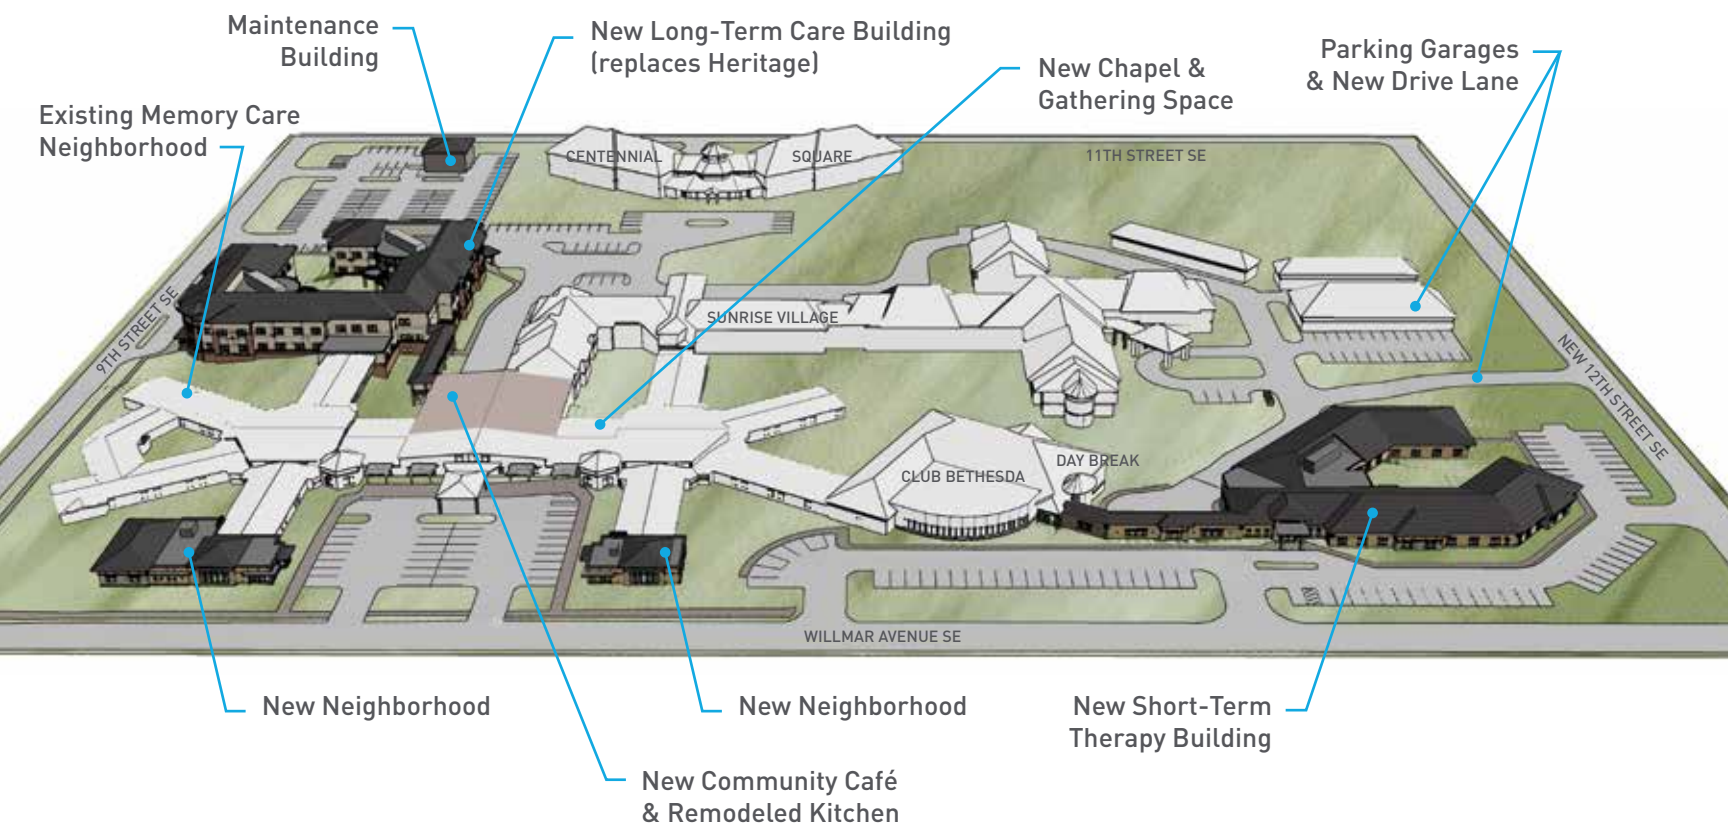 Maintenance
Building
New Long-Term Care Building
(replaces Heritage)
New Chapel &
Gathering Space
Parking Garages
& New Drive Lane
Existing Memory Care
Neighborhood
CENTENNIAL
SQUARE
11TH STREET SE
9TH STREET SE
SUNRISE VILLAGE
NEW 12TH STREET SE
CLUB BETHESDA
DAY BREAK
WILLMAR AVENUE SE
New Neighborhood
New Neighborhood
New Short-Term
Therapy Building
New Community Café
& Remodeled Kitchen